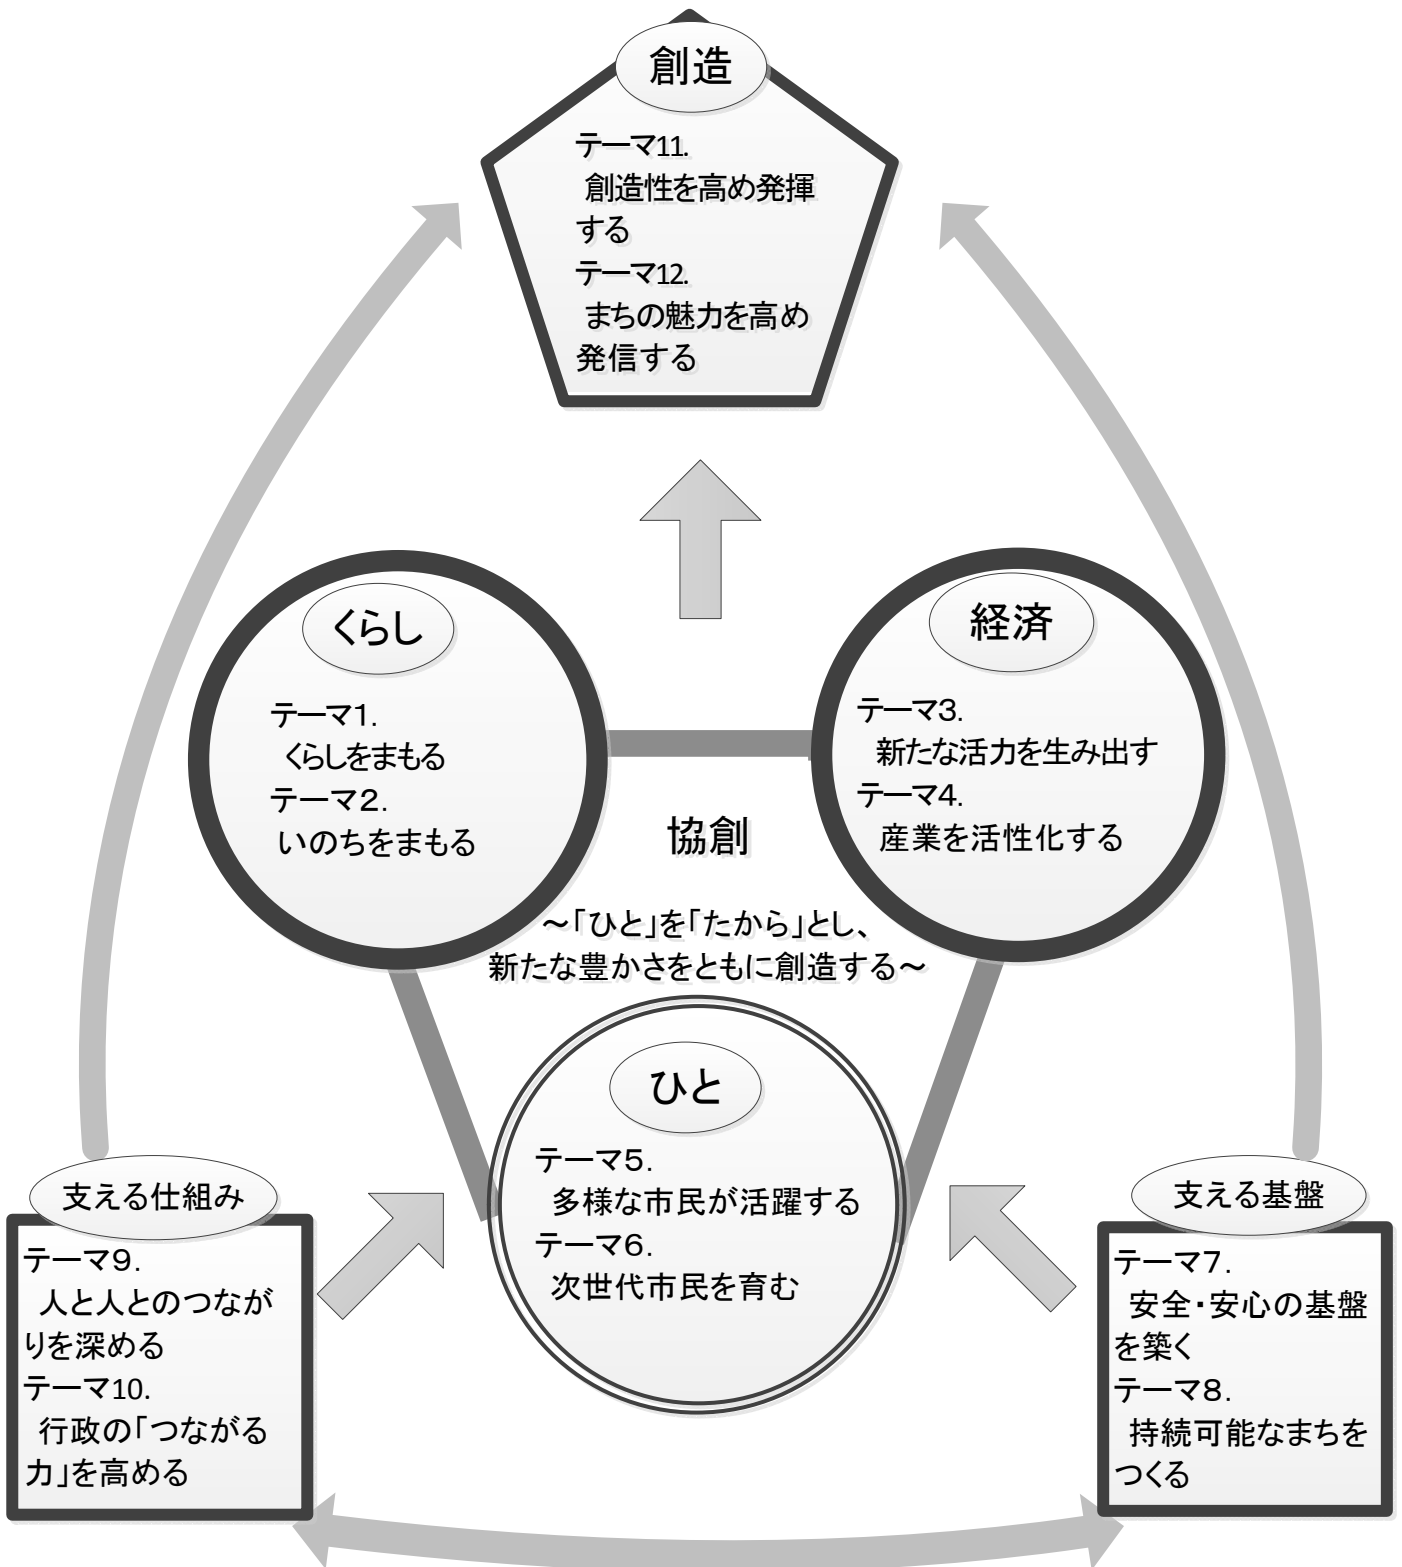 創造
テーマ11.
創造性を高め発揮
する
テーマ12.
まちの魅力を高め
発信する
くらし
テーマ1.
くらしをまもる
テーマ2.
いのちをまもる
経済
テーマ3.
新たな活力を生み出す
テーマ4.
産業を活性化する
協創
～「ひと」を「たから」とし、
新たな豊かさをともに創造する～
ひと
テーマ5.
多様な市民が活躍する
テーマ6.
次世代市民を育む
支える仕組み
テーマ9.
人と人とのつなが
りを深める
テーマ10.
行政の「つながる
力」を高める
支える基盤
テーマ7.
安全・安心の基盤
を築く
テーマ8.
持続可能なまちを
つくる